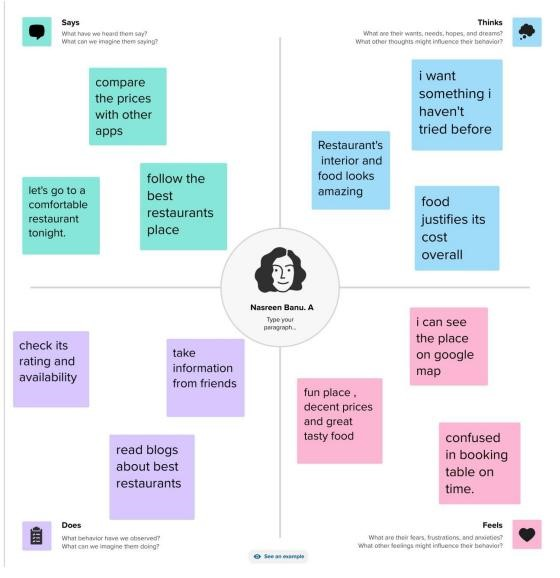 Says
What have we heard them say?
What can we imagine them saying?
Thinks
What are their wants, needs, hopes, and dreams?
What other thoughts might influence their behavior?
compare
the prices
with other
apps
let's go to a
comfortable
restaurant
tonight.
follow the
best
restaurants
place
i want
something i
haven't
tried before
Restaurant's
interior and
food looks
amazing
food
justifies its
cost
overall
Nasreen Banu. A
Type your
paragraph...
check its
rating and
availability
take
information
from friends
read blogs
about best
restaurants
i can see
the place
on google
map
fun place ,
decent prices
and great
tasty food
confused
in booking
table on
time.
Does
What behavior have we observed?
What can we imagine them doing?
Feels
What are their fears, frustrations, and anxieties?
What other feelings might influence their behavior?
See an example